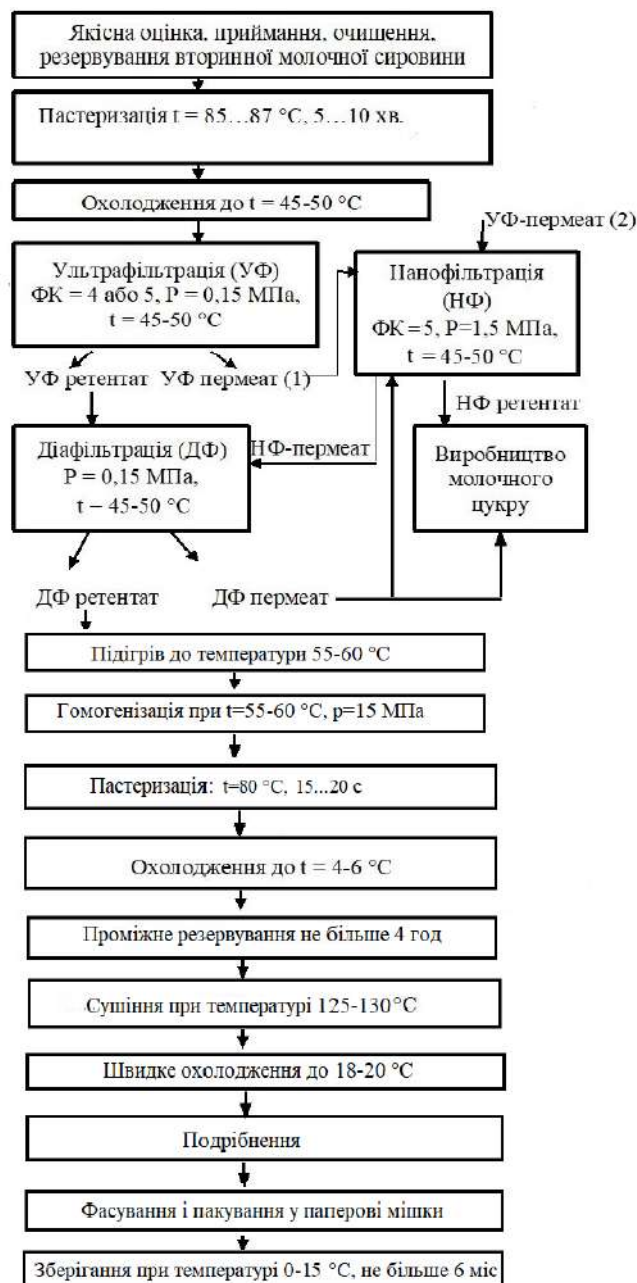 Якісна оцінка, приймання, очищення,
резервування вторинної молочної сировини
Пастеризація t = 85...87 °C, 5...10 хв.
Охолодження до t = 45-50 °C
УФ-пермеат (2)
Ультрафільтрація (УФ)
ФК = 4 або 5, P = 0,15 МПа,
t = 45-50 °C
Нанофільтрація
(НФ)
ФК = 5, P=1,5 МПа,
t = 45-50 °C
УФ ретентат УФ пермеат (1)
НФ ретентат
Діафільтрація (ДФ)
P = 0,15 МПа,
t = 45-50 °C
НФ-пермеат
Виробництво
молочного
цукру
ДФ ретентат ДФ пермеат
Підігрів до температури 55-60 °C
Гомогенізація при t=55-60 °C, p=15 МПа
Пастеризація: t=80 °C, 15...20 с
Охолодження до t = 4-6 °C
Проміжне резервування не більше 4 год
Сушіння при температурі 125-130 °C
Швидке охолодження до 18-20 °C
Подрібнення
Фасування і пакування у паперові мішки
Зберігання при температурі 0-15 °C, не більше 6 міс